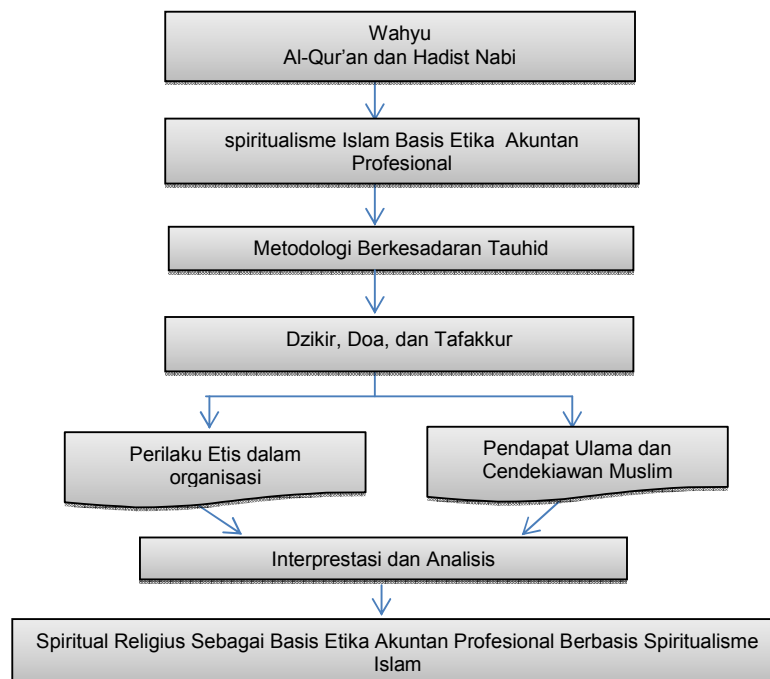 Wahyu
Al-Qur'an dan Hadist Nabi
spiritualisme Islam Basis Etika Akuntan
Profesional
Metodologi Berkesadaran Tauhid
Dzikir, Doa, dan Tafakkur
Perilaku Etis dalam
organisasi
Pendapat Ulama dan
Cendekiawan Muslim
Interprestasi dan Analisis
Spiritual Religius Sebagai Basis Etika Akuntan Profesional Berbasis Spiritualisme
Islam